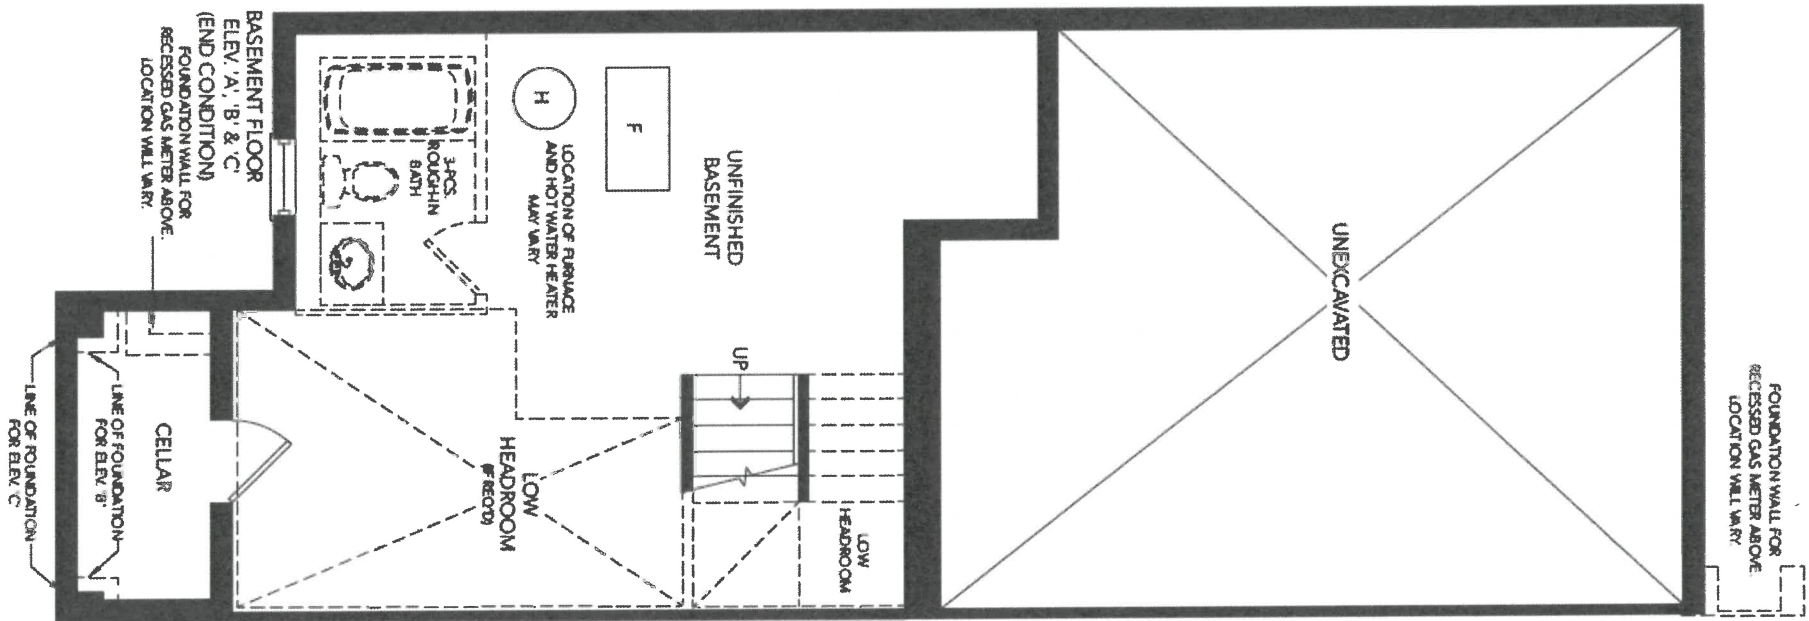 BASEMENT FLOOR
ELEV. 'A', 'B' & 'C'
(END CONDITION)
FOUNDATION WALL FOR
RECESSED GAS METER ABOVE.
LOCATION WILL VARY.
3-PCS.
ROUGH-IN
BATH
H
F
LOCATION OF FURNACE
AND HOT WATER HEATER
MAY VARY
UNFINISHED
BASEMENT
UP
LOW
HEADROOM
(IF REQ'D)
LOW
HEADROOM
CELLAR
LINE OF FOUNDATION
FOR ELEV. 'B'
LINE OF FOUNDATION
FOR ELEV. 'C'
UNEXCAVATED
FOUNDATION WALL FOR
RECESSED GAS METER ABOVE.
LOCATION WILL VARY.